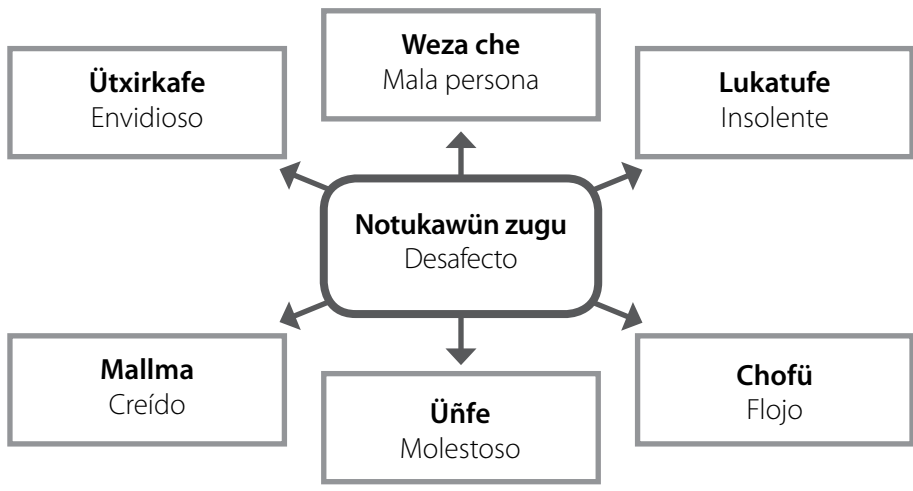 Weza che
Mala persona
Ütxirkafe
Envidioso
Lukatufe
Insolente
Notukawün zugu
Desafecto
Mallma
Creído
Üñfe
Molestoso
Chofü
Flojo